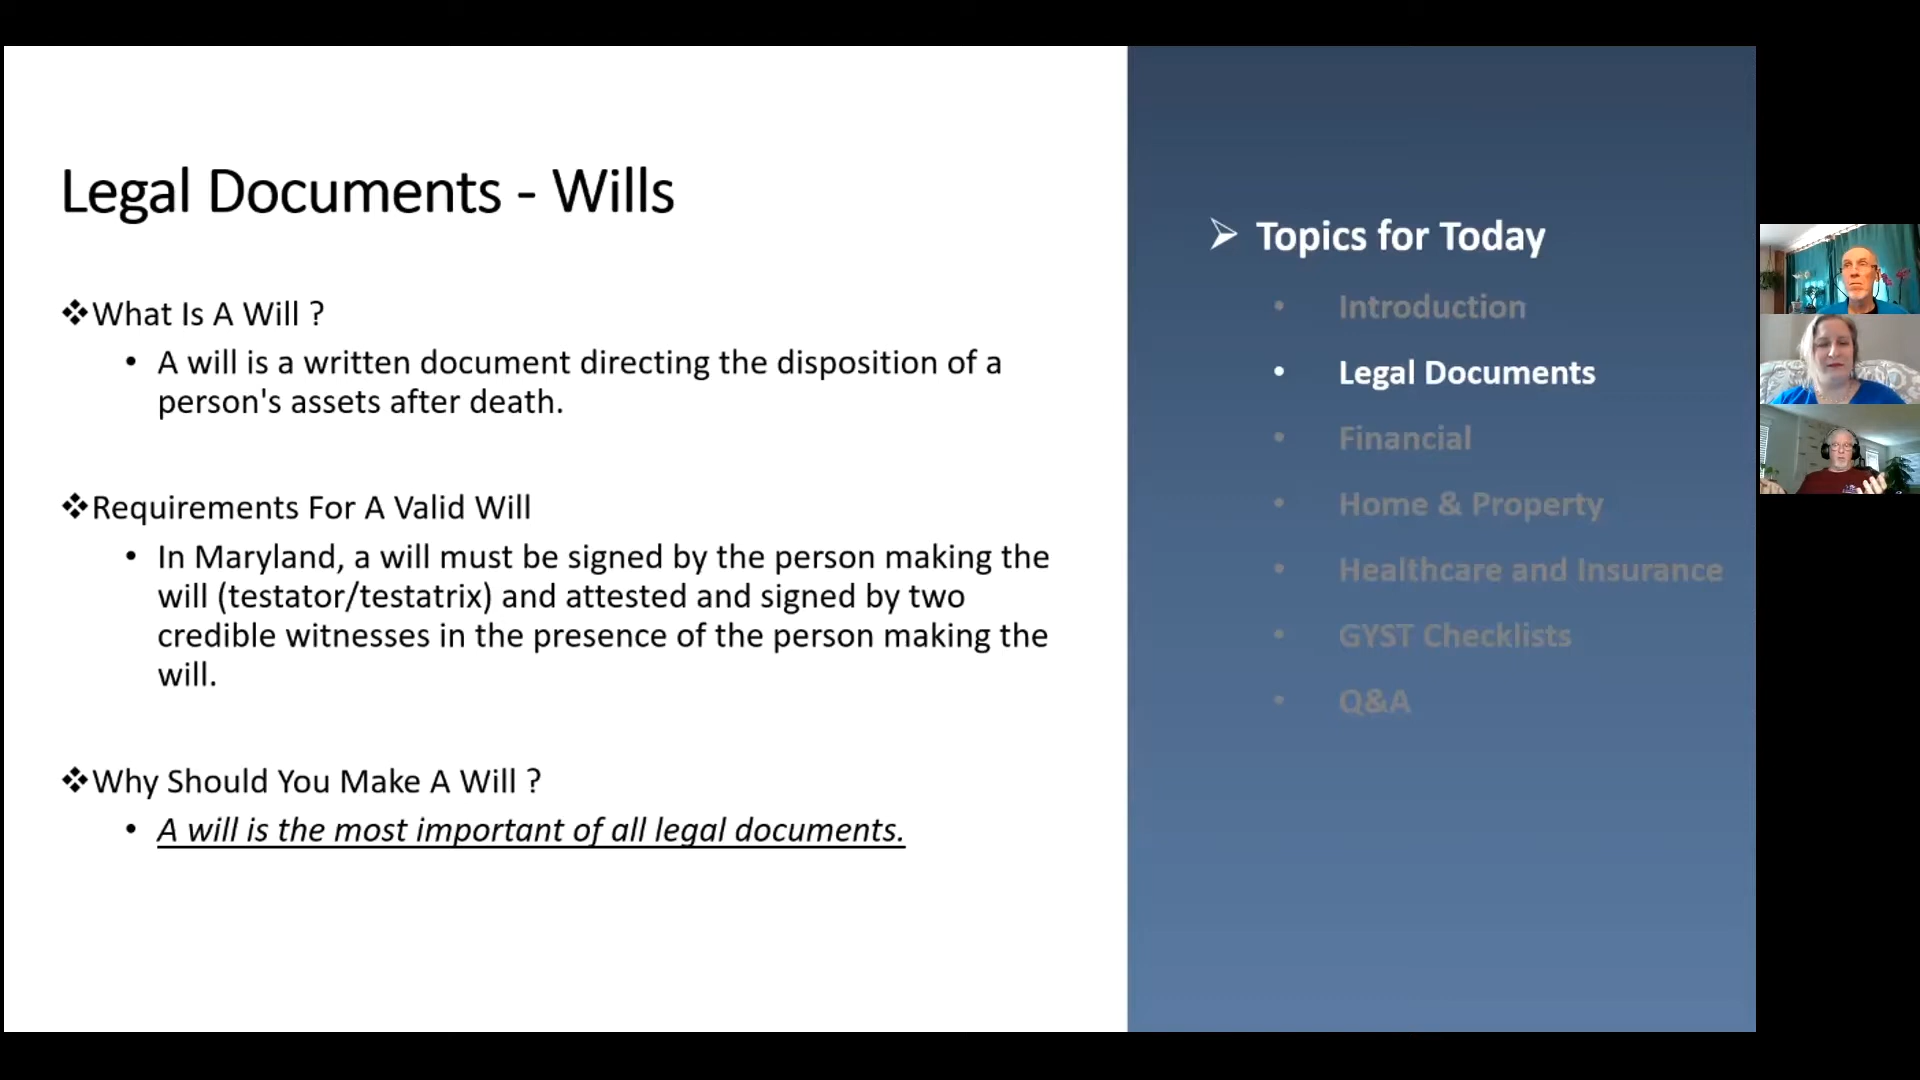 Legal Documents - Wills
❖What Is A Will ?
• A will is a written document directing the disposition of a
person's assets after death.
❖Requirements For A Valid Will
• In Maryland, a will must be signed by the person making the
will (testator/testatrix) and attested and signed by two
credible witnesses in the presence of the person making the
will.
❖Why Should You Make A Will ?
• A will is the most important of all legal documents.
➢ Topics for Today
• Introduction
• Legal Documents
• Financial
• Home & Property
• Healthcare and Insurance
• GYST Checklists
• Q&A